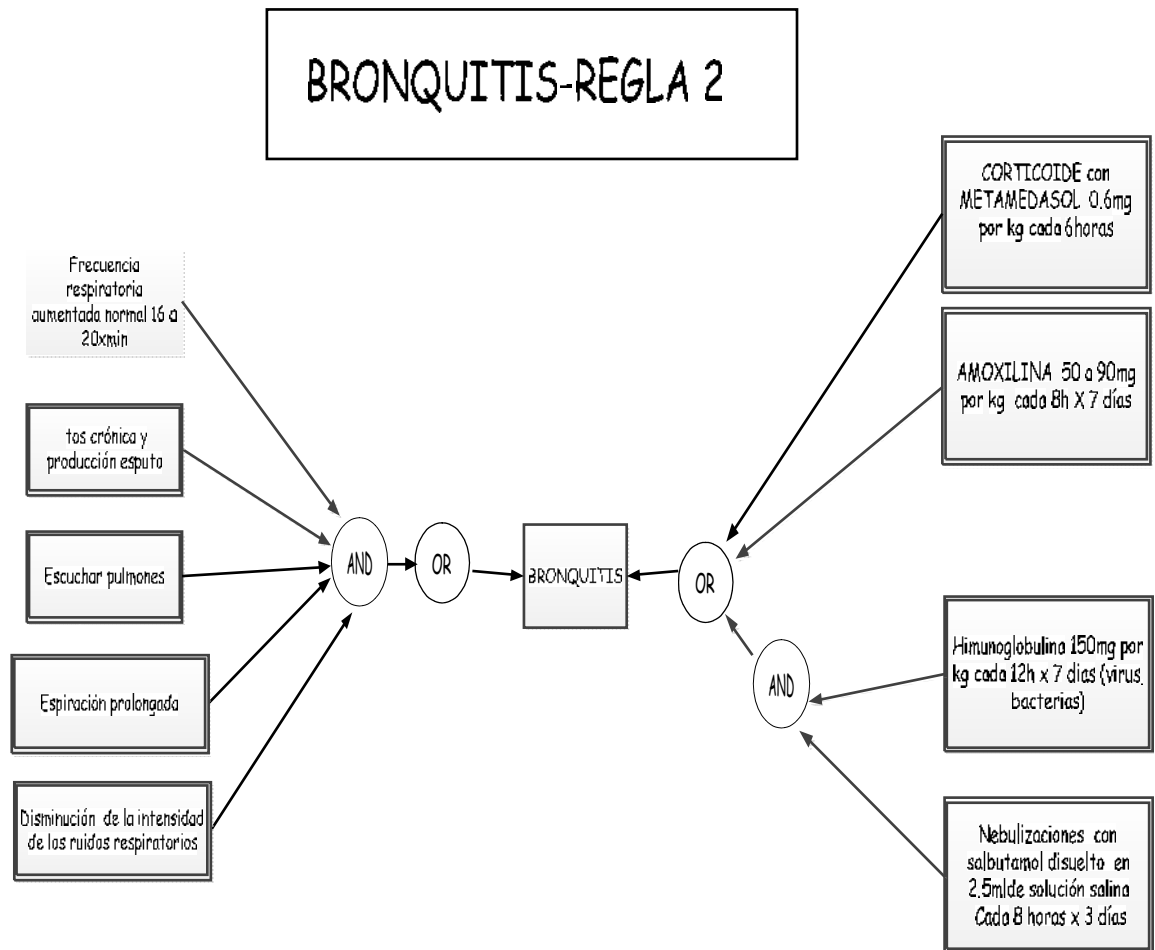 BRONQUITIS-REGLA 2
Frecuencia
respiratoria
aumentada normal 16 a
20xmin
tos crónica y
producción esputo
Escuchar pulmones
Espiración prolongada
Disminución de la intensidad
de los ruidos respiratorios
AND
OR
BRONQUITIS
OR
AND
CORTICOIDE con
METAMEDASOL 0.6mg
por kg cada 6horas
AMOXILINA 50 a 90mg
por kg cada 8h X 7 días
Himunoglobulina 150mg por
kg cada 12h x 7 dias (virus,
bacterias)
Nebulizaciones con
salbutamol disuelto en
2.5mlde solución salina
Cada 8 horas x 3 días